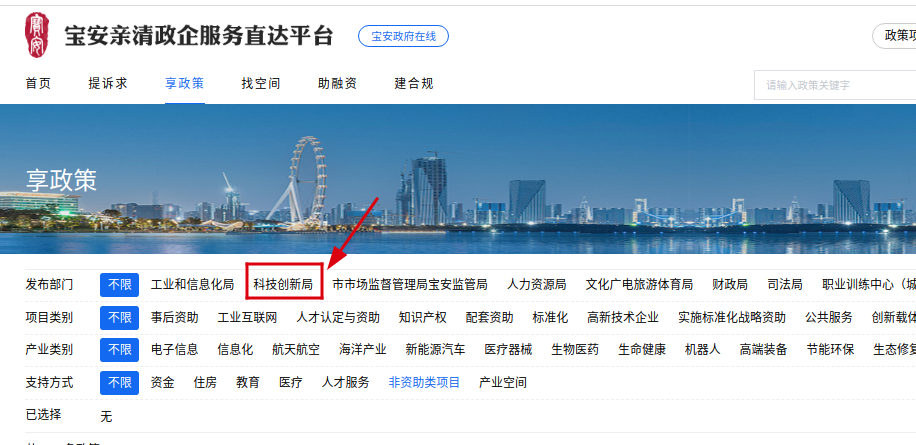 寶安
宝安亲清政企服务直达平台
宝安政府在线
政策项
首页 提诉求 享政策 找空间 助融资 建合规
请输入政策关键字
享政策
发布部门 不限 工业和信息化局 科技创新局 市市场监督管理局宝安监管局 人力资源局 文化广电旅游体育局 财政局 司法局 职业训练中心（城
项目类别 不限 事后资助 工业互联网 人才认定与资助 知识产权 配套资助 标准化 高新技术企业 实施标准化战略资助 公共服务 创新载体
产业类别 不限 电子信息 信息化 航天航空 海洋产业 新能源汽车 医疗器械 生物医药 生命健康 机器人 高端装备 节能环保 生态修复
支持方式 不限 资金 住房 教育 医疗 人才服务 非资助类项目 产业空间
已选择 无